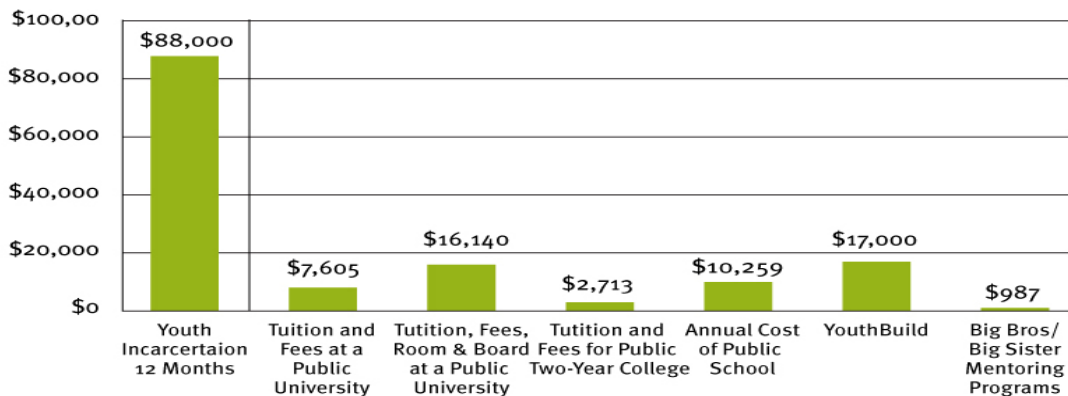 $100,00
$80,000
$60,000
$40,000
$20,000
$0
$88,000
$7,605
$16,140
$2,713
$10,259
$17,000
$987
Youth
Incarcertaion
12 Months
Tuition and
Fees at a
Public
University
Tutition, Fees,
Room & Board
at a Public
University
Tutition and
Fees for Public
Two-Year College
Annual Cost
of Public
School
YouthBuild
Big Bros/
Big Sister
Mentoring
Programs